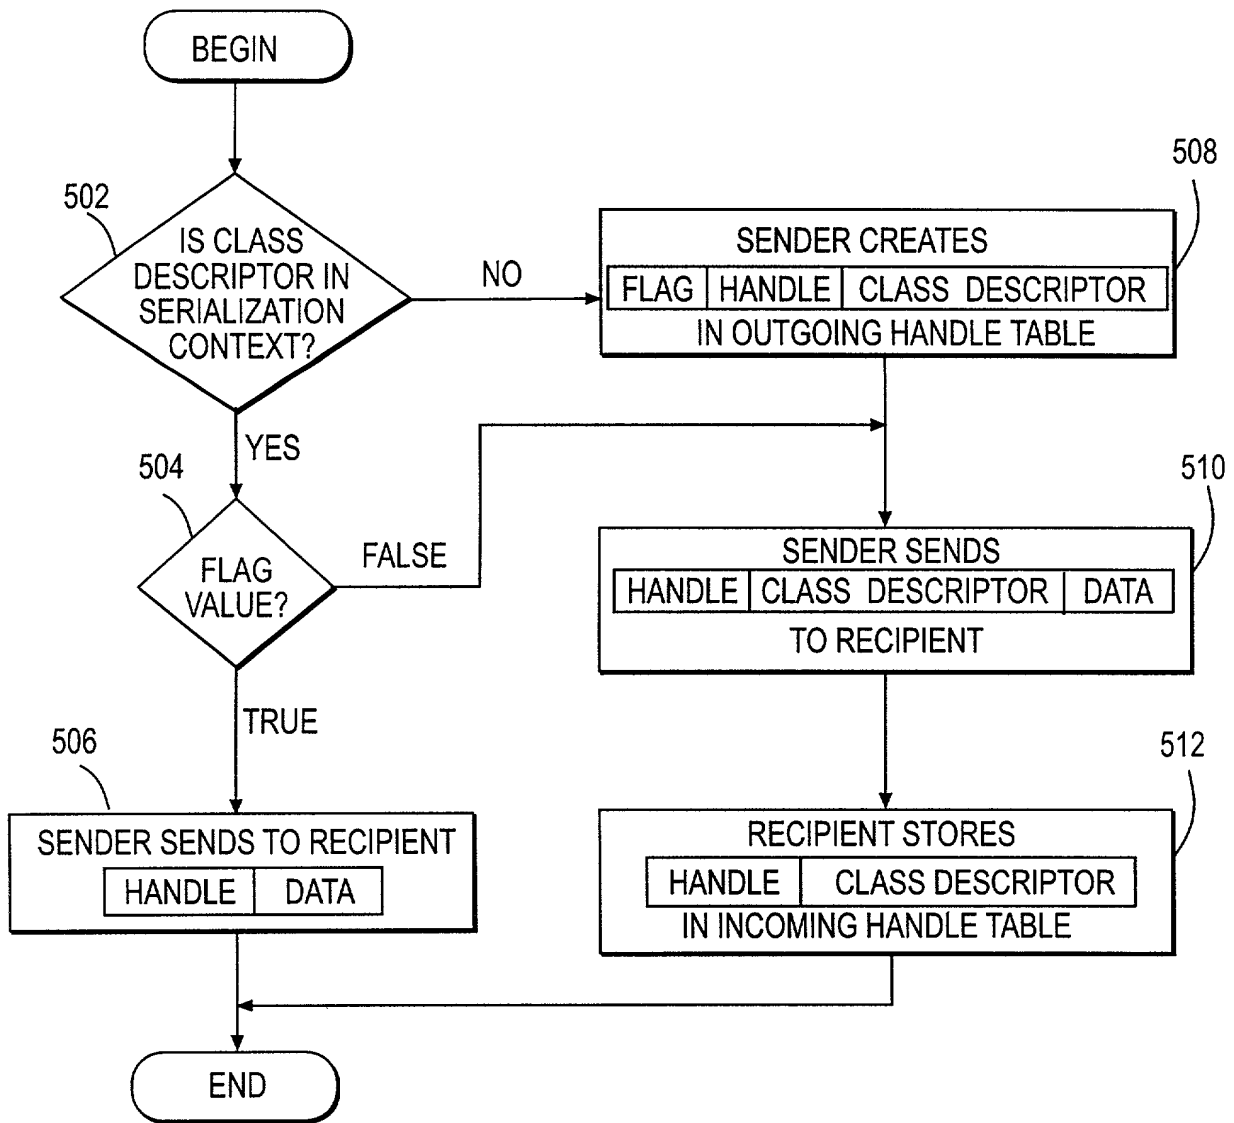 BEGIN
502
IS CLASS
DESCRIPTOR IN
SERIALIZATION
CONTEXT?
NO
508
SENDER CREATES
FLAG HANDLE CLASS DESCRIPTOR
IN OUTGOING HANDLE TABLE
YES
504
FLAG
VALUE?
FALSE
510
SENDER SENDS
HANDLE CLASS DESCRIPTOR DATA
TO RECIPIENT
TRUE
506
SENDER SENDS TO RECIPIENT
HANDLE DATA
512
RECIPIENT STORES
HANDLE CLASS DESCRIPTOR
IN INCOMING HANDLE TABLE
END